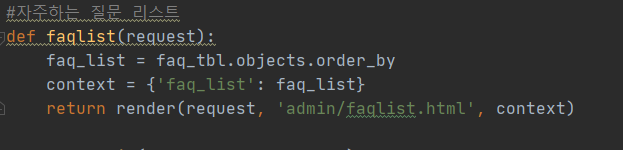 #자주하는 질문 리스트
def faqlist(request):
    faq_list = faq_tbl.objects.order_by
    context = {'faq_list': faq_list}
    return render(request, 'admin/faqlist.html', context)